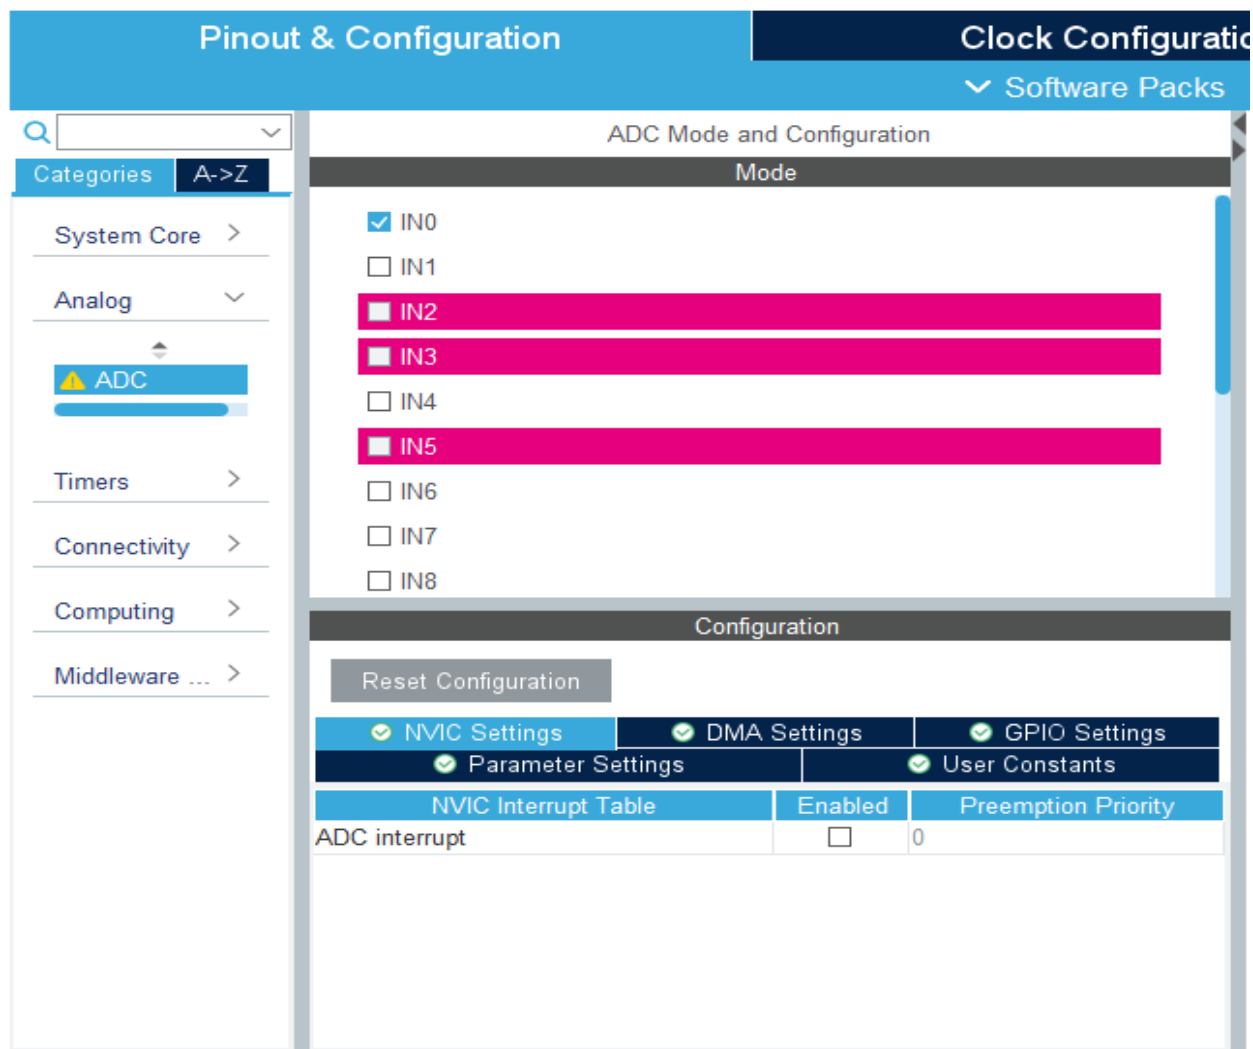 Pinout & Configuration
Clock Configuratio
Software Packs
Categories
A->Z
System Core
Analog
ADC
Timers
Connectivity
Computing
Middleware ...
ADC Mode and Configuration
Mode
IN0
IN1
IN2
IN3
IN4
IN5
IN6
IN7
IN8
Configuration
Reset Configuration
NVIC Settings
DMA Settings
GPIO Settings
Parameter Settings
User Constants
NVIC Interrupt Table Enabled Preemption Priority
ADC interrupt 0